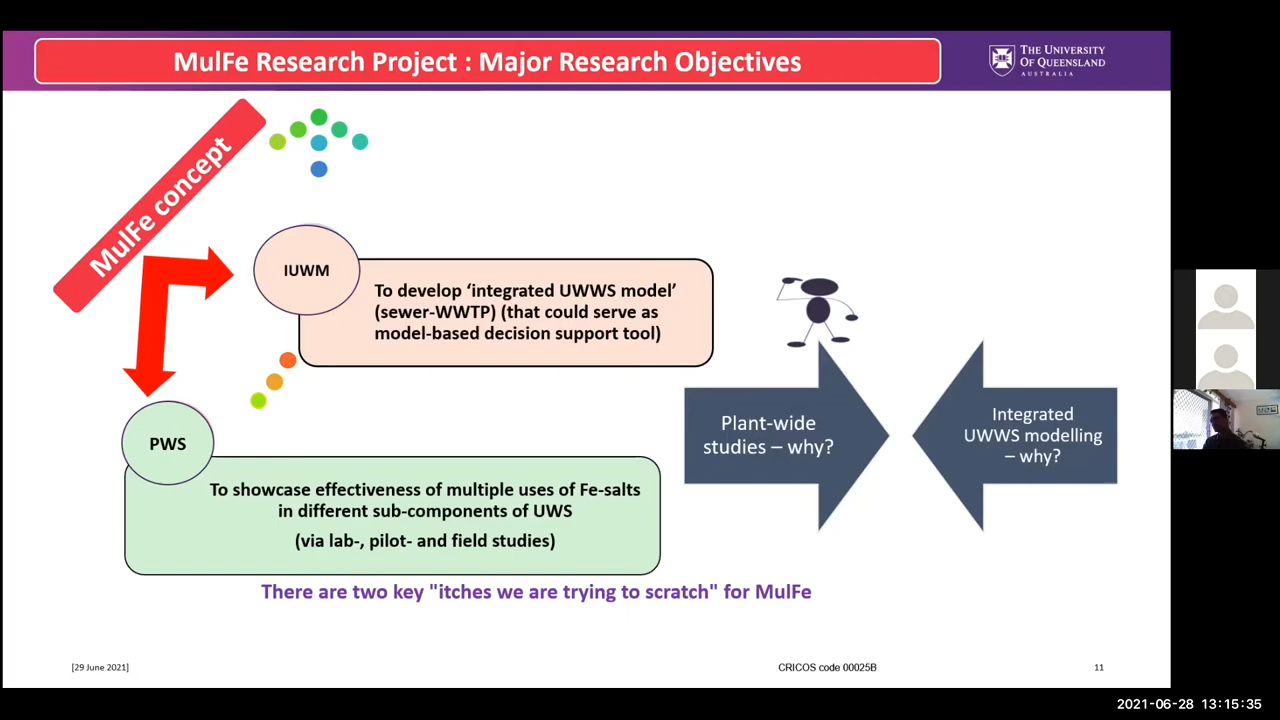 MulFe Research Project : Major Research Objectives
THE UNIVERSITY
OF QUEENSLAND
AUSTRALIA
MulFe concept
IUWM
To develop ‘integrated UWWS model’
(sewer-WWTP) (that could serve as
model-based decision support tool)
PWS
To showcase effectiveness of multiple uses of Fe-salts
in different sub-components of UWS
(via lab-, pilot- and field studies)
Plant-wide
studies – why?
Integrated
UWWS modelling
– why?
There are two key "itches we are trying to scratch" for MulFe
[29 June 2021]
CRICOS code 00025B
11
2021-06-28 13:15:35